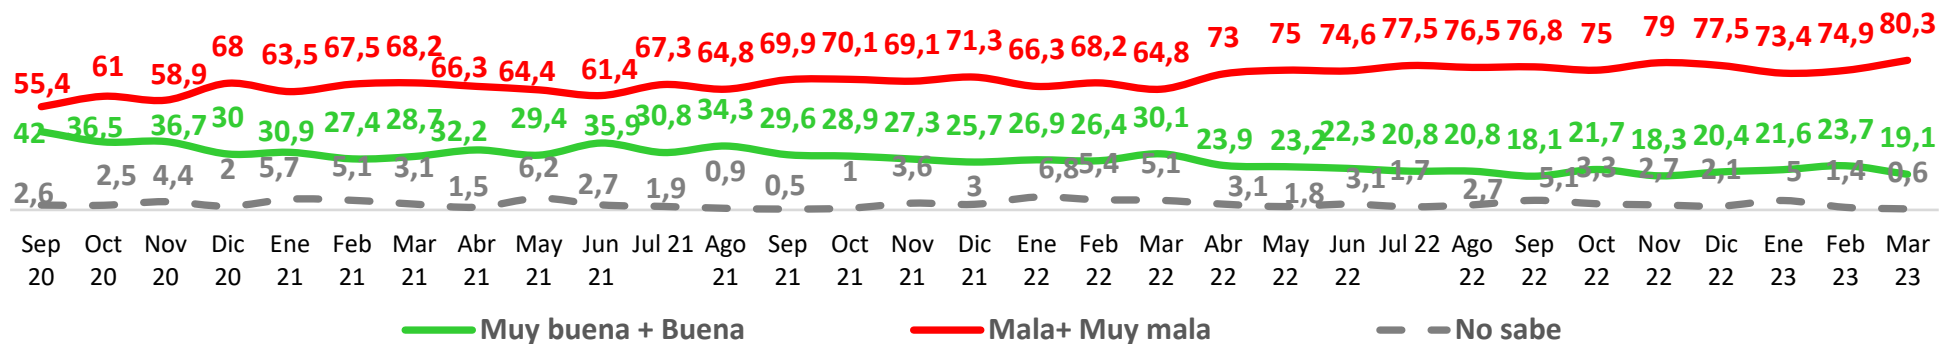 55,4 61 58,9 68 63,5 67,5 68,2 66,3 64,4 61,4 67,3 64,8 69,9 70,1 69,1 71,3 66,3 68,2 64,8 73 75 74,6 77,5 76,5 76,8 75 79 77,5 73,4 74,9 80,3
42 36,5 36,7 30 30,9 27,4 28,7 32,2 29,4 35,9 30,8 34,3 29,6 28,9 27,3 25,7 26,9 26,4 30,1 23,9 23,2 22,3 20,8 20,8 18,1 21,7 18,3 20,4 21,6 23,7 19,1
2,6 2,5 4,4 2 5,7 5,1 3,1 1,5 6,2 2,7 1,9 0,9 0,5 1 3,6 3 6,8 5,4 5,1 3,1 1,8 3,1 1,7 2,7 5,1 3,3 2,7 2,1 5 1,4 0,6
Sep Oct Nov Dic Ene Feb Mar Abr May Jun Jul 21 Ago Sep Oct Nov Dic Ene Feb Mar Abr May Jun Jul 22 Ago Sep Oct Nov Dic Ene Feb Mar
20 20 20 20 21 21 21 21 21 21 21 21 21 21 21 22 22 22 22 22 22 22 22 22 22 22 23 23 23
Muy buena + Buena Mala+ Muy mala No sabe